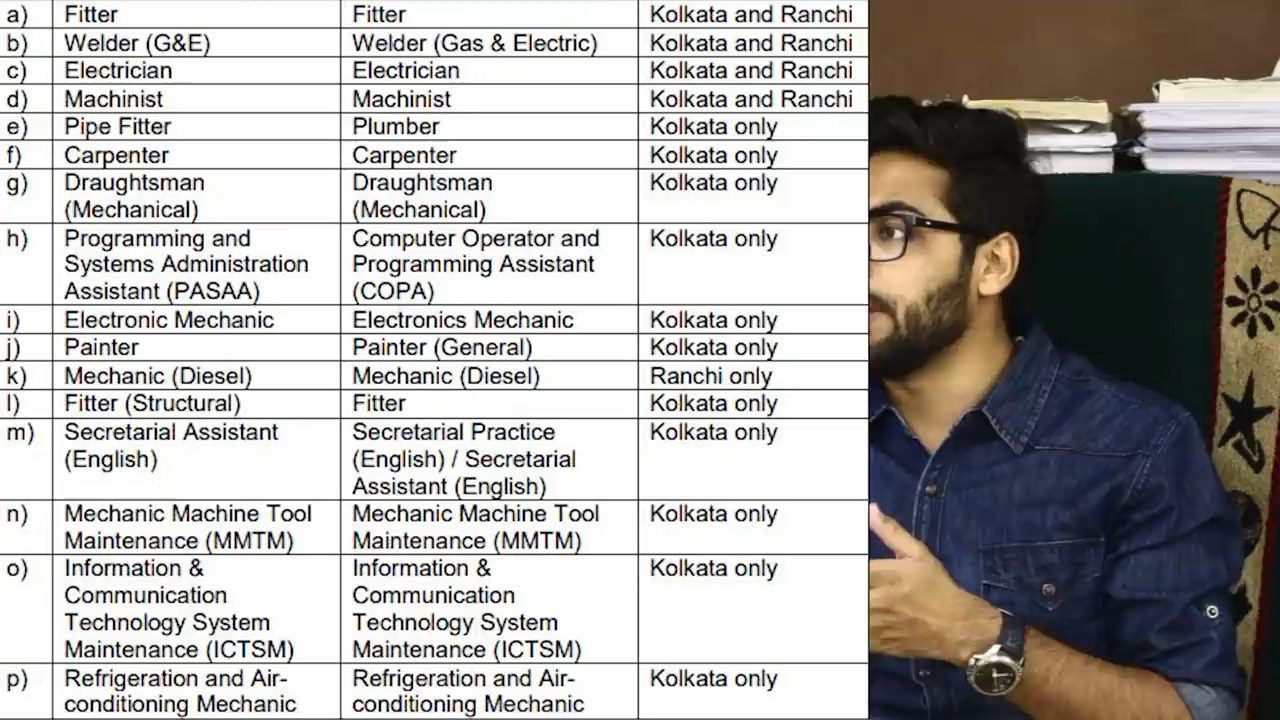 a) Fitter Fitter Kolkata and Ranchi
b) Welder (G&E) Welder (Gas & Electric) Kolkata and Ranchi
c) Electrician Electrician Kolkata and Ranchi
d) Machinist Machinist Kolkata and Ranchi
e) Pipe Fitter Plumber Kolkata only
f) Carpenter Carpenter Kolkata only
g) Draughtsman Draughtsman Kolkata only
(Mechanical) (Mechanical)
h) Programming and Computer Operator and Kolkata only
Systems Administration Programming Assistant
Assistant (PASAA) (COPA)
i) Electronic Mechanic Electronics Mechanic Kolkata only
j) Painter Painter (General) Kolkata only
k) Mechanic (Diesel) Mechanic (Diesel) Ranchi only
l) Fitter (Structural) Fitter Kolkata only
m) Secretarial Assistant Secretarial Practice Kolkata only
(English) (English) / Secretarial
Assistant (English)
n) Mechanic Machine Tool Mechanic Machine Tool Kolkata only
Maintenance (MMTM) Maintenance (MMTM)
o) Information & Information & Kolkata only
Communication Communication
Technology System Technology System
Maintenance (ICTSM) Maintenance (ICTSM)
p) Refrigeration and Air- Refrigeration and Air- Kolkata only
conditioning Mechanic conditioning Mechanic